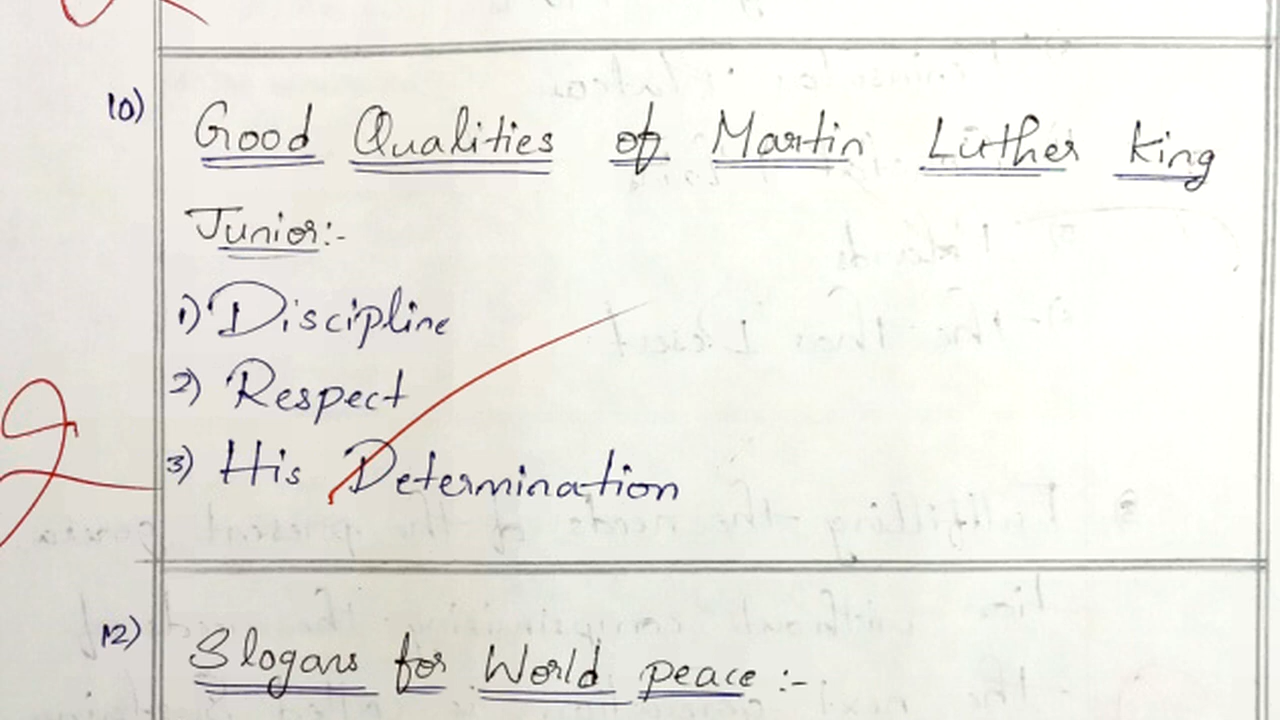 10) Good Qualities of Martin Luther King
Junior:-
1) Discipline
2) Respect
3) His Determination
2
12) Slogans for World peace :-